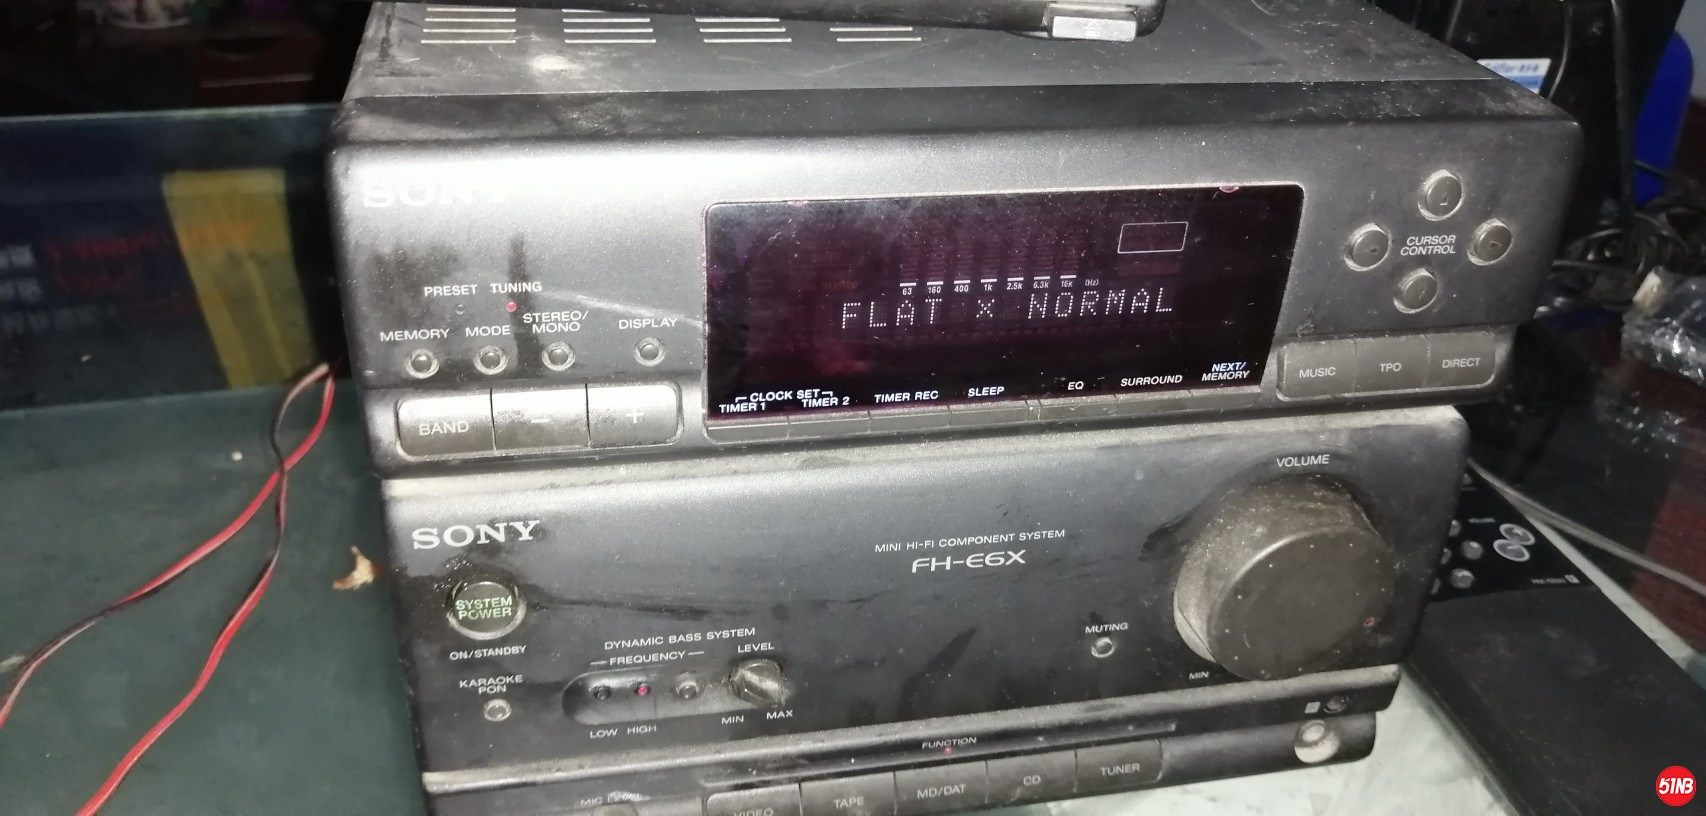 SONY
PRESET TUNING
MEMORY MODE STEREO/MONO DISPLAY
BAND − +
63 160 400 1k 2.5k 6.3k 16k (Hz)
FLAT × NORMAL
CLOCK SET
TIMER 1 TIMER 2 TIMER REC SLEEP EQ SURROUND NEXT/MEMORY
CURSOR
CONTROL
MUSIC TPO DIRECT
SONY
SYSTEM
POWER
ON/STANDBY
KARAOKE
PON
DYNAMIC BASS SYSTEM
FREQUENCY LEVEL
LOW HIGH MIN MAX
MINI HI-FI COMPONENT SYSTEM
FH-E6X
MUTING
VOLUME
MIN
FUNCTION
MIC LEVEL
VIDEO TAPE MD/DAT CD TUNER
51NB